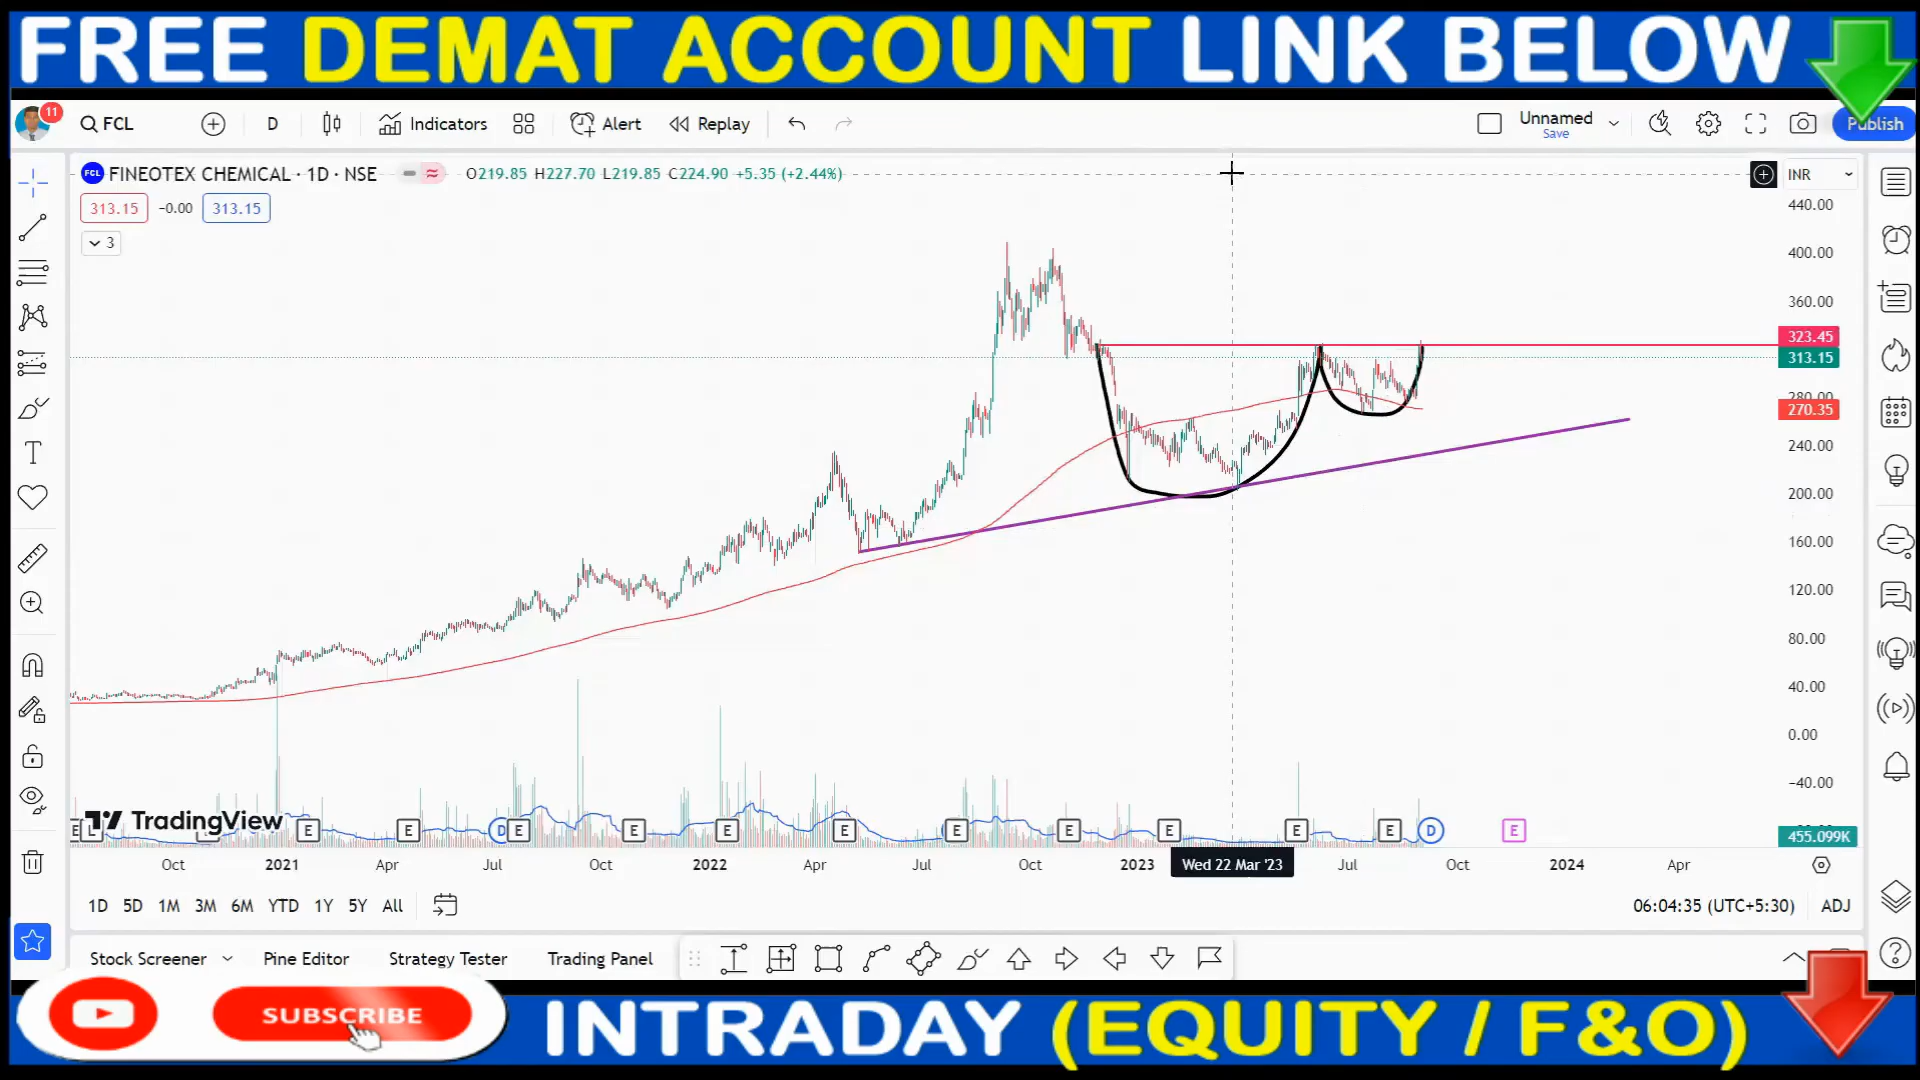 FREE DEMAT ACCOUNT LINK BELOW
11
FCL
D
Indicators
Alert
Replay
Unnamed
Save
Publish
FCL
FINEOTEX CHEMICAL · 1D · NSE
O219.85 H227.70 L219.85 C224.90 +5.35 (+2.44%)
INR
313.15
−0.00
313.15
3
440.00
400.00
360.00
323.45
313.15
280.00
270.35
240.00
200.00
160.00
120.00
80.00
40.00
0.00
−40.00
455.099K
TradingView
E L E E D E E E E E E E E E D E
Oct 2021 Apr Jul Oct 2022 Apr Jul Oct 2023 Wed 22 Mar '23 Jul Oct 2024 Apr
1D 5D 1M 3M 6M YTD 1Y 5Y All
06:04:35 (UTC+5:30)
ADJ
Stock Screener
Pine Editor
Strategy Tester
Trading Panel
SUBSCRIBE
INTRADAY (EQUITY / F&O)